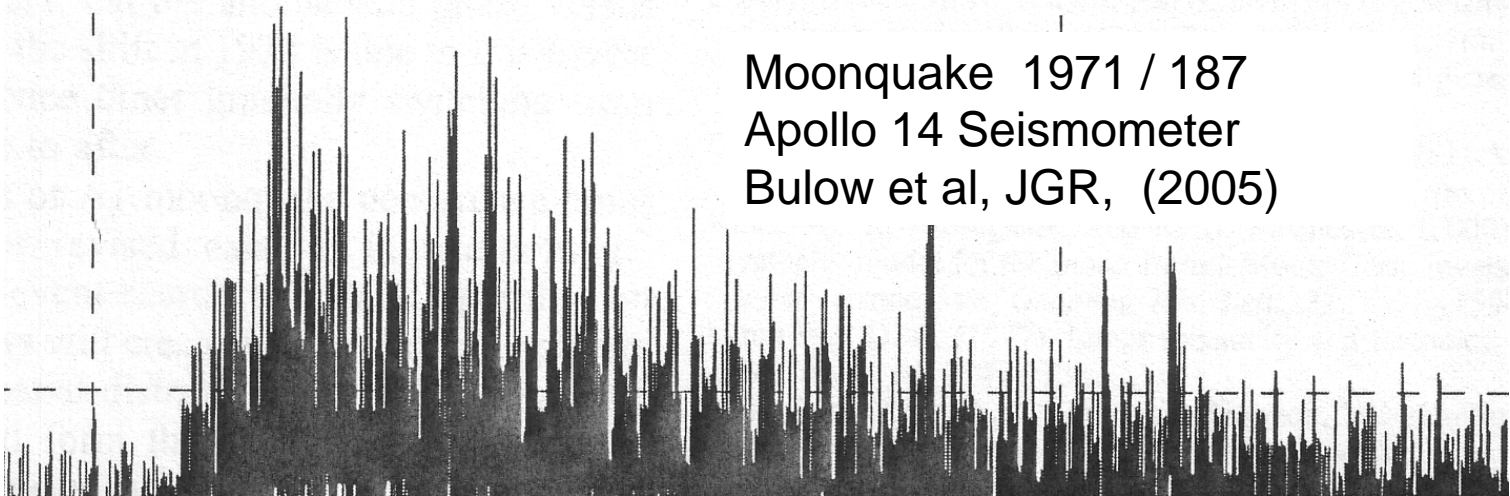 Moonquake 1971 / 187
Apollo 14 Seismometer
Bulow et al, JGR, (2005)